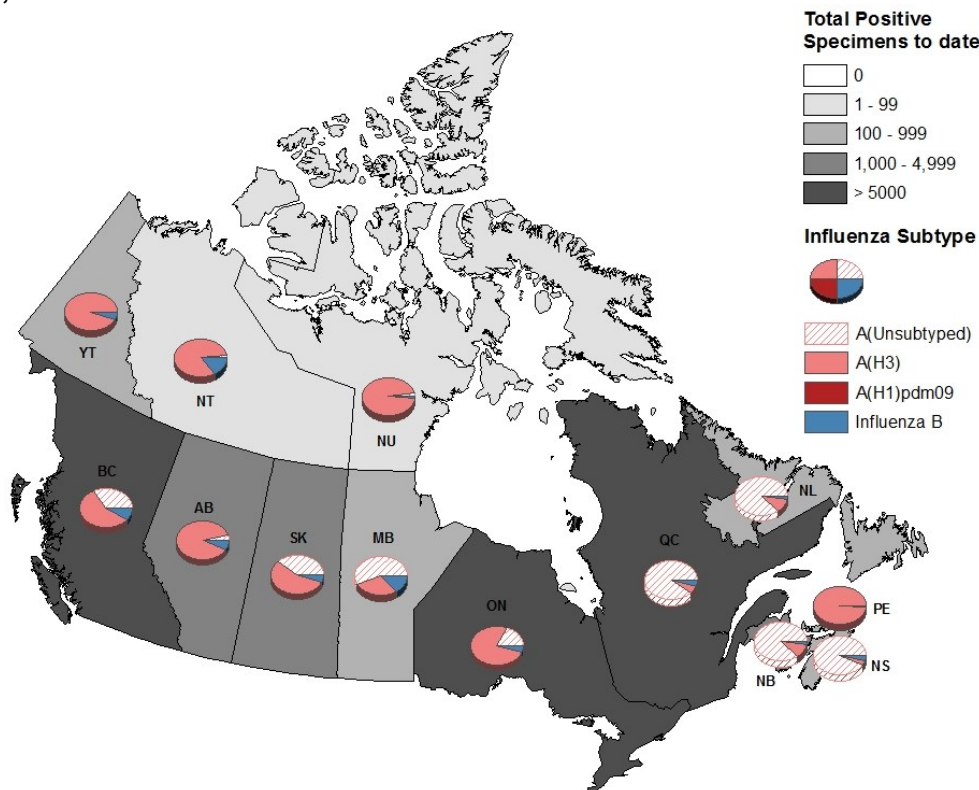 )
Total Positive
Specimens to date
0
1 - 99
100 - 999
1,000 - 4,999
> 5000
Influenza Subtype
A(Unsubtyped)
A(H3)
A(H1)pdm09
Influenza B
YT
NT
NU
BC
AB
SK
MB
ON
QC
NL
PE
NB
NS